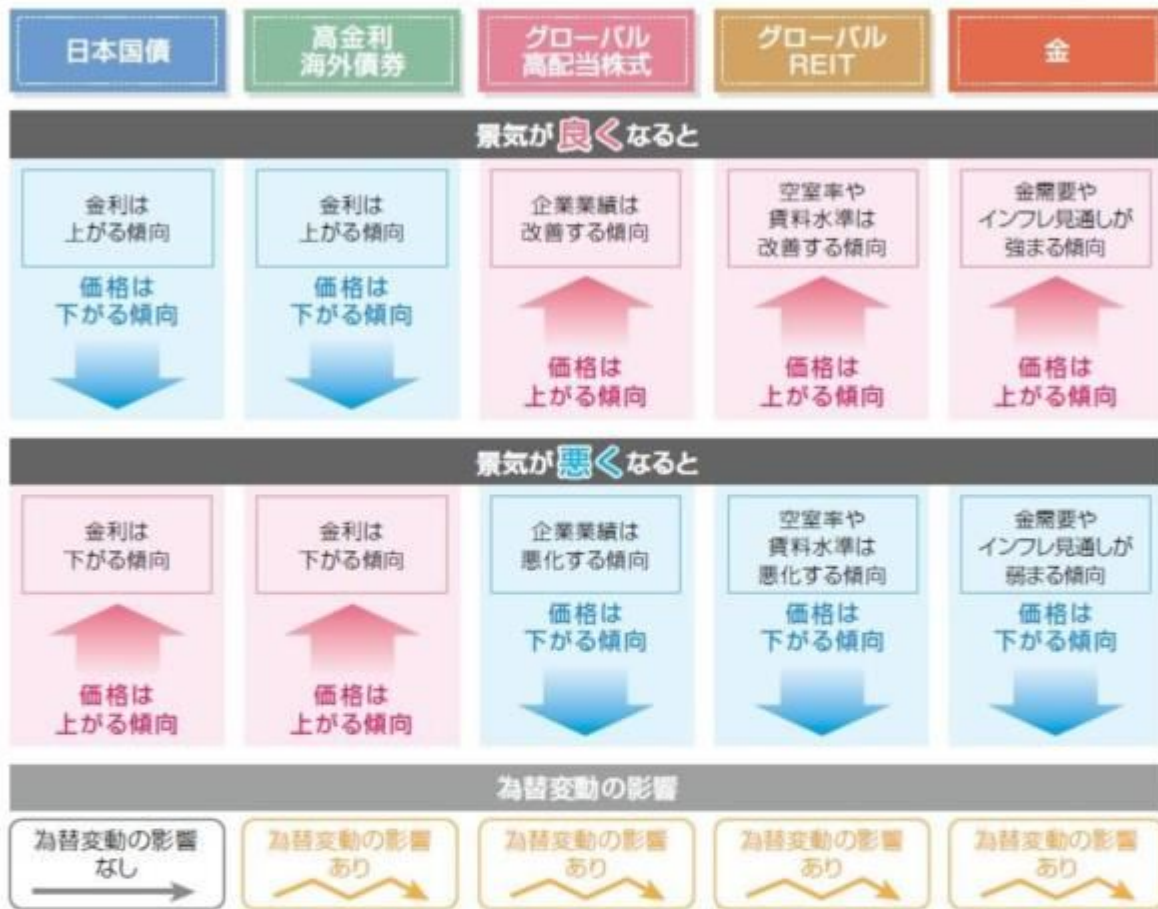 日本国債
高金利
海外債券
グローバル
高配当株式
グローバル
REIT
金
景気が良くなると
金利は
上がる傾向
価格は
下がる傾向
金利は
上がる傾向
価格は
下がる傾向
企業業績は
改善する傾向
価格は
上がる傾向
空室率や
賃料水準は
改善する傾向
価格は
上がる傾向
金需要や
インフレ見通しが
強まる傾向
価格は
上がる傾向
景気が悪くなると
金利は
下がる傾向
価格は
上がる傾向
金利は
下がる傾向
価格は
上がる傾向
企業業績は
悪化する傾向
価格は
下がる傾向
空室率や
賃料水準は
悪化する傾向
価格は
下がる傾向
金需要や
インフレ見通しが
弱まる傾向
価格は
下がる傾向
為替変動の影響
為替変動の影響
なし
為替変動の影響
あり
為替変動の影響
あり
為替変動の影響
あり
為替変動の影響
あり